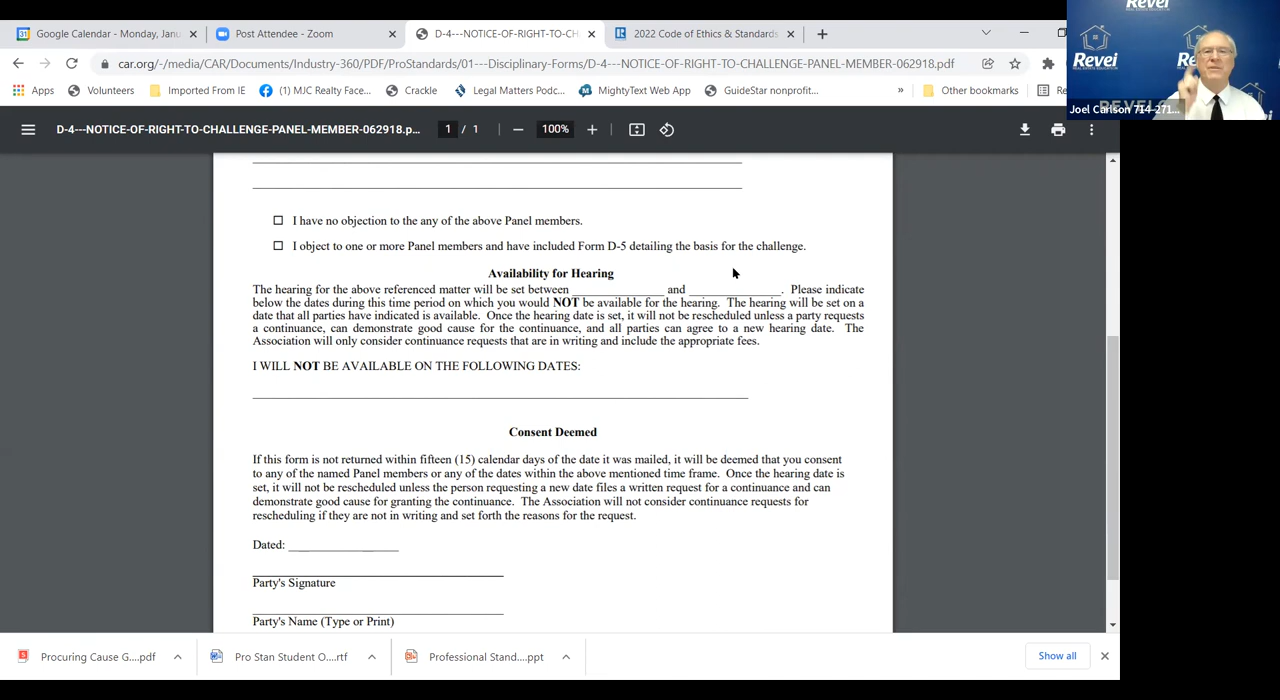 Google Calendar - Monday, Janu
Post Attendee - Zoom
D-4---NOTICE-OF-RIGHT-TO-CH
2022 Code of Ethics & Standards
car.org/-/media/CAR/Documents/Industry-360/PDF/ProStandards/01---Disciplinary-Forms/D-4---NOTICE-OF-RIGHT-TO-CHALLENGE-PANEL-MEMBER-062918.pdf
Apps
Volunteers
Imported From IE
(1) MJC Realty Face...
Crackle
Legal Matters Podc...
MightyText Web App
GuideStar nonprofit...
»
Other bookmarks
Re
Revei
Revei
Joel Carlson 714-271...
D-4---NOTICE-OF-RIGHT-TO-CHALLENGE-PANEL-MEMBER-062918.p...
1 / 1
100%
I have no objection to the any of the above Panel members.
I object to one or more Panel members and have included Form D-5 detailing the basis for the challenge.
Availability for Hearing
The hearing for the above referenced matter will be set between ______________ and ______________. Please indicate
below the dates during this time period on which you would NOT be available for the hearing. The hearing will be set on a
date that all parties have indicated is available. Once the hearing date is set, it will not be rescheduled unless a party requests
a continuance, can demonstrate good cause for the continuance, and all parties can agree to a new hearing date. The
Association will only consider continuance requests that are in writing and include the appropriate fees.
I WILL NOT BE AVAILABLE ON THE FOLLOWING DATES:
Consent Deemed
If this form is not returned within fifteen (15) calendar days of the date it was mailed, it will be deemed that you consent
to any of the named Panel members or any of the dates within the above mentioned time frame. Once the hearing date is
set, it will not be rescheduled unless the person requesting a new date files a written request for a continuance and can
demonstrate good cause for granting the continuance. The Association will not consider continuance requests for
rescheduling if they are not in writing and set forth the reasons for the request.
Dated: ________________
Party's Signature
Party's Name (Type or Print)
Procuring Cause G....pdf
Pro Stan Student O....rtf
Professional Stand....ppt
Show all